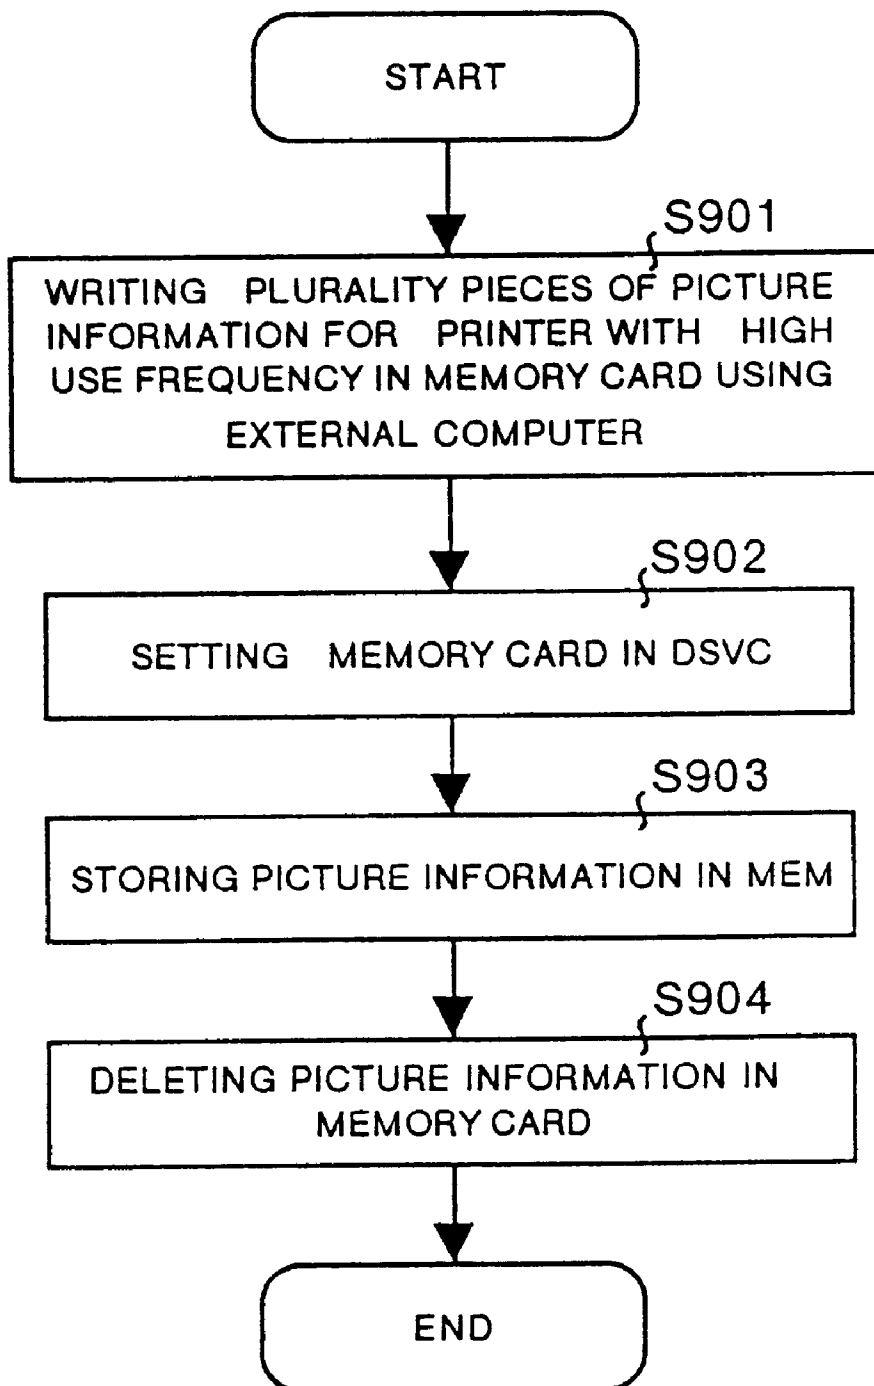 START
S901
WRITING PLURALITY PIECES OF PICTURE
INFORMATION FOR PRINTER WITH HIGH
USE FREQUENCY IN MEMORY CARD USING
EXTERNAL COMPUTER
S902
SETTING MEMORY CARD IN DSVC
S903
STORING PICTURE INFORMATION IN MEM
S904
DELETING PICTURE INFORMATION IN
MEMORY CARD
END